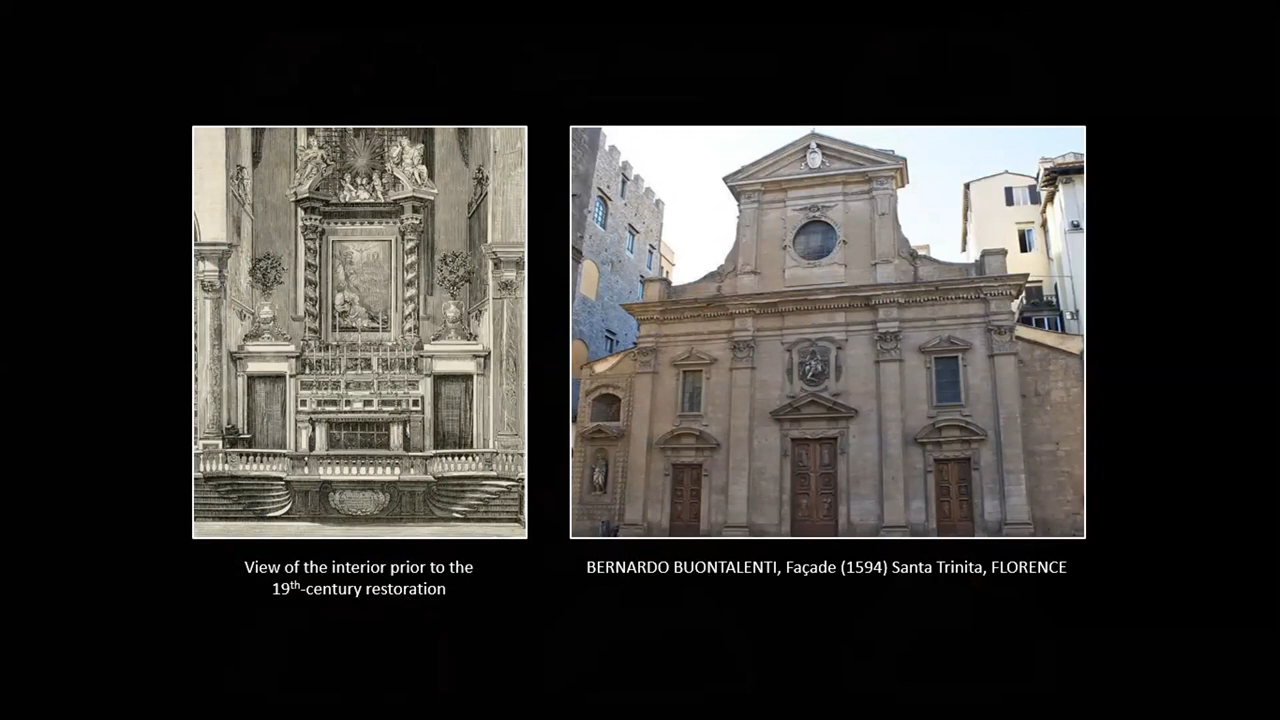 View of the interior prior to the
19th-century restoration
BERNARDO BUONTALENTI, Façade (1594) Santa Trinita, FLORENCE